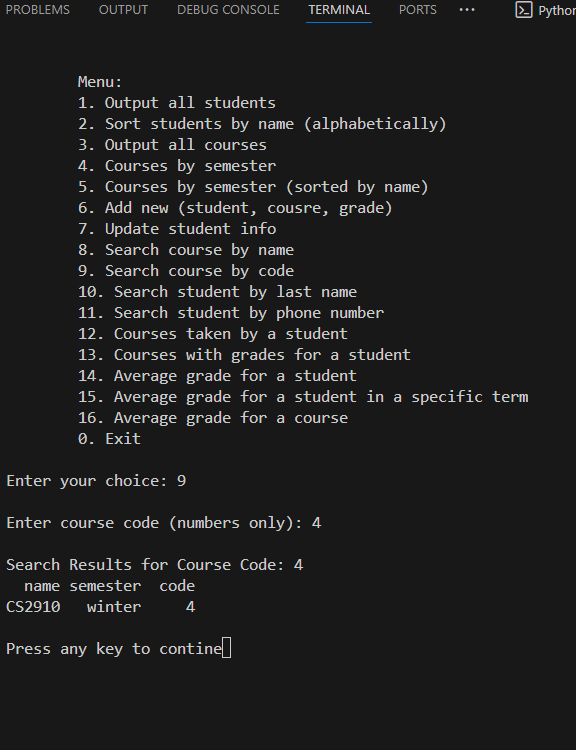 PROBLEMS OUTPUT DEBUG CONSOLE TERMINAL PORTS ··· Python
Menu:
1. Output all students
2. Sort students by name (alphabetically)
3. Output all courses
4. Courses by semester
5. Courses by semester (sorted by name)
6. Add new (student, cousre, grade)
7. Update student info
8. Search course by name
9. Search course by code
10. Search student by last name
11. Search student by phone number
12. Courses taken by a student
13. Courses with grades for a student
14. Average grade for a student
15. Average grade for a student in a specific term
16. Average grade for a course
0. Exit
Enter your choice: 9
Enter course code (numbers only): 4
Search Results for Course Code: 4
name semester code
CS2910 winter 4
Press any key to contine